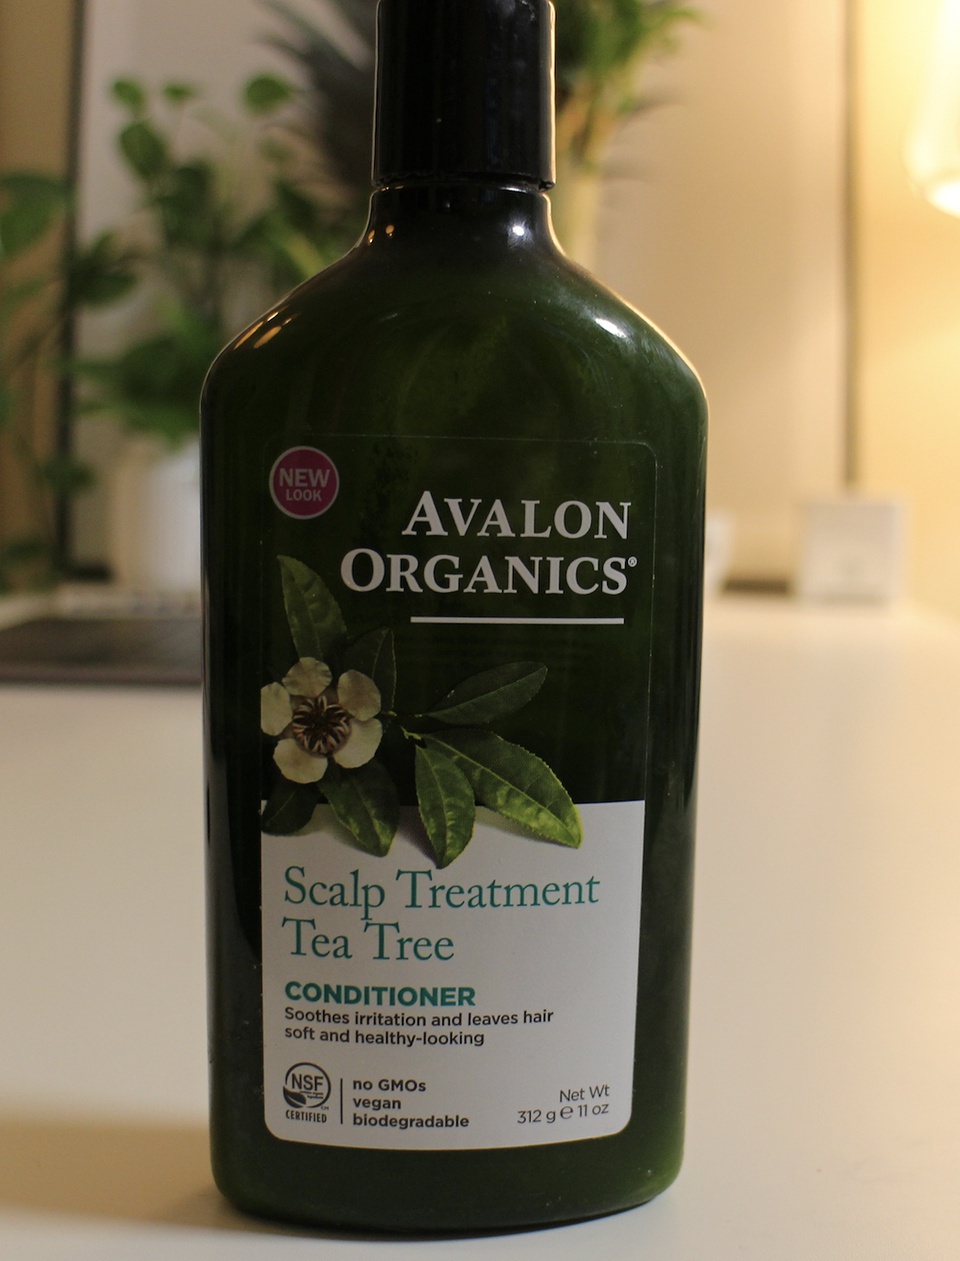 NEW
LOOK
AVALON
ORGANICS®
Scalp Treatment
Tea Tree
CONDITIONER
Soothes irritation and leaves hair
soft and healthy-looking
NSF
CERTIFIED
no GMOs
vegan
biodegradable
Net Wt
312 g ℮ 11 oz